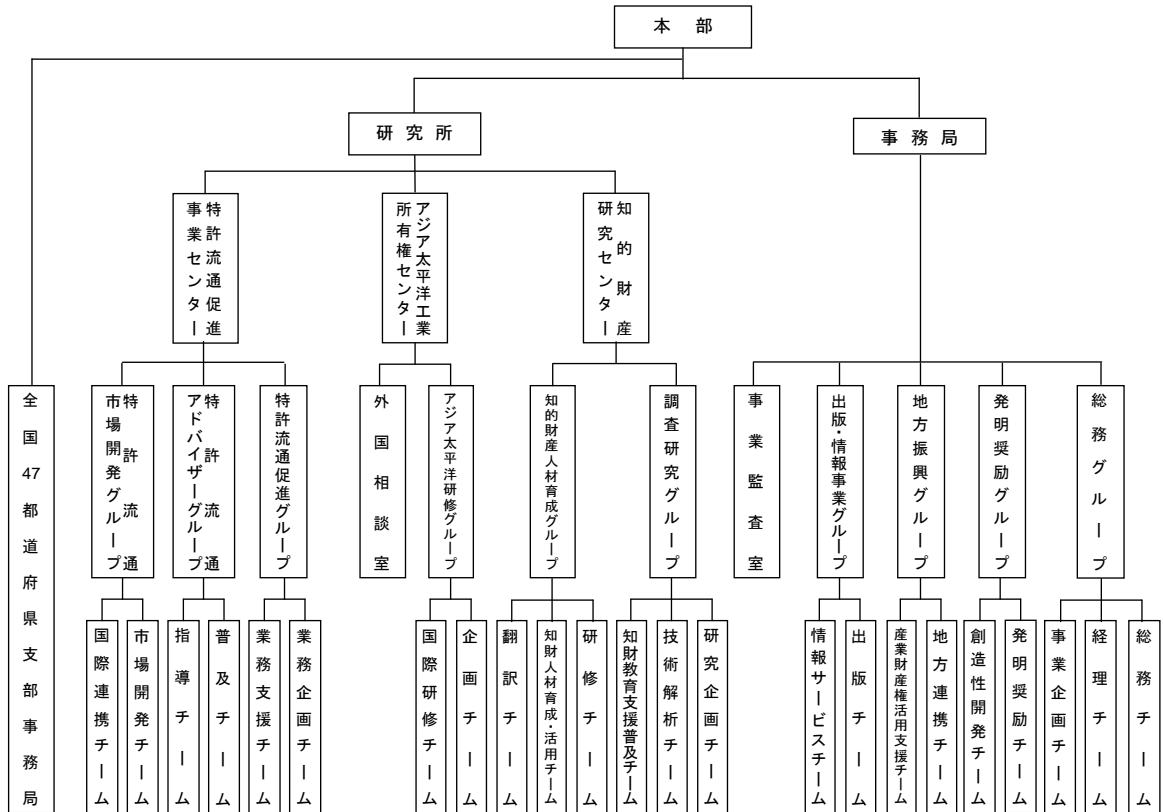 本部
研究所
事務局
特許流通促進
事業センター
アジア太平洋工業
所有権センター
知的財産
研究センター
全国47都道府県支部事務局
特許流通
市場開発グループ
特許流通
アドバイザーグループ
特許流通促進グループ
外国相談室
アジア太平洋研修グループ
知的財産人材育成グループ
調査研究グループ
事業監査室
出版・情報事業グループ
地方振興グループ
発明奨励グループ
総務グループ
国際連携チーム
市場開発チーム
指導チーム
普及チーム
業務支援チーム
業務企画チーム
国際研修チーム
企画チーム
翻訳チーム
知財人材育成・活用チーム
研修チーム
知財教育支援普及チーム
技術解析チーム
研究企画チーム
情報サービスチーム
出版チーム
産業財産権活用支援チーム
地方連携チーム
創造性開発チーム
発明奨励チーム
事業企画チーム
経理チーム
総務チーム